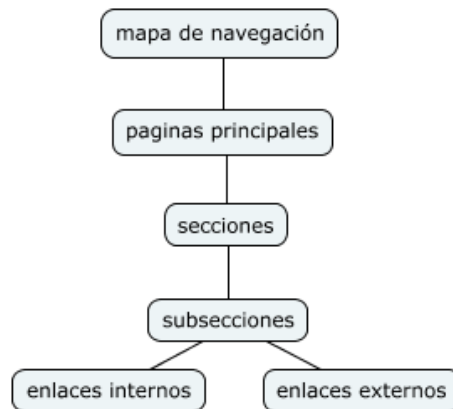 mapa de navegación
paginas principales
secciones
subsecciones
enlaces internos
enlaces externos